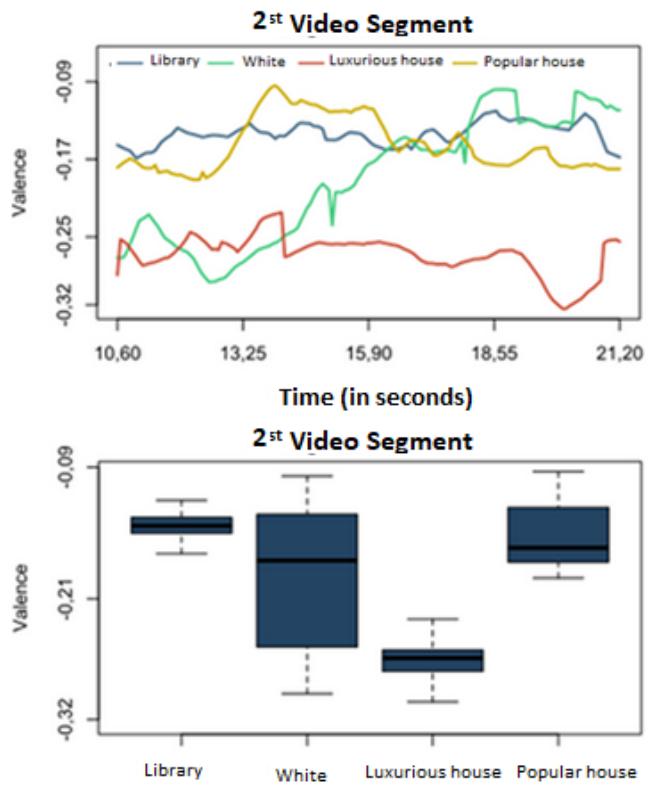 2st Video Segment
Library White Luxurious house Popular house
-0,09
-0,17
-0,25
-0,32
Valence
10,60 13,25 15,90 18,55 21,20
Time (in seconds)
2st Video Segment
-0,09
-0,21
-0,32
Valence
Library White Luxurious house Popular house